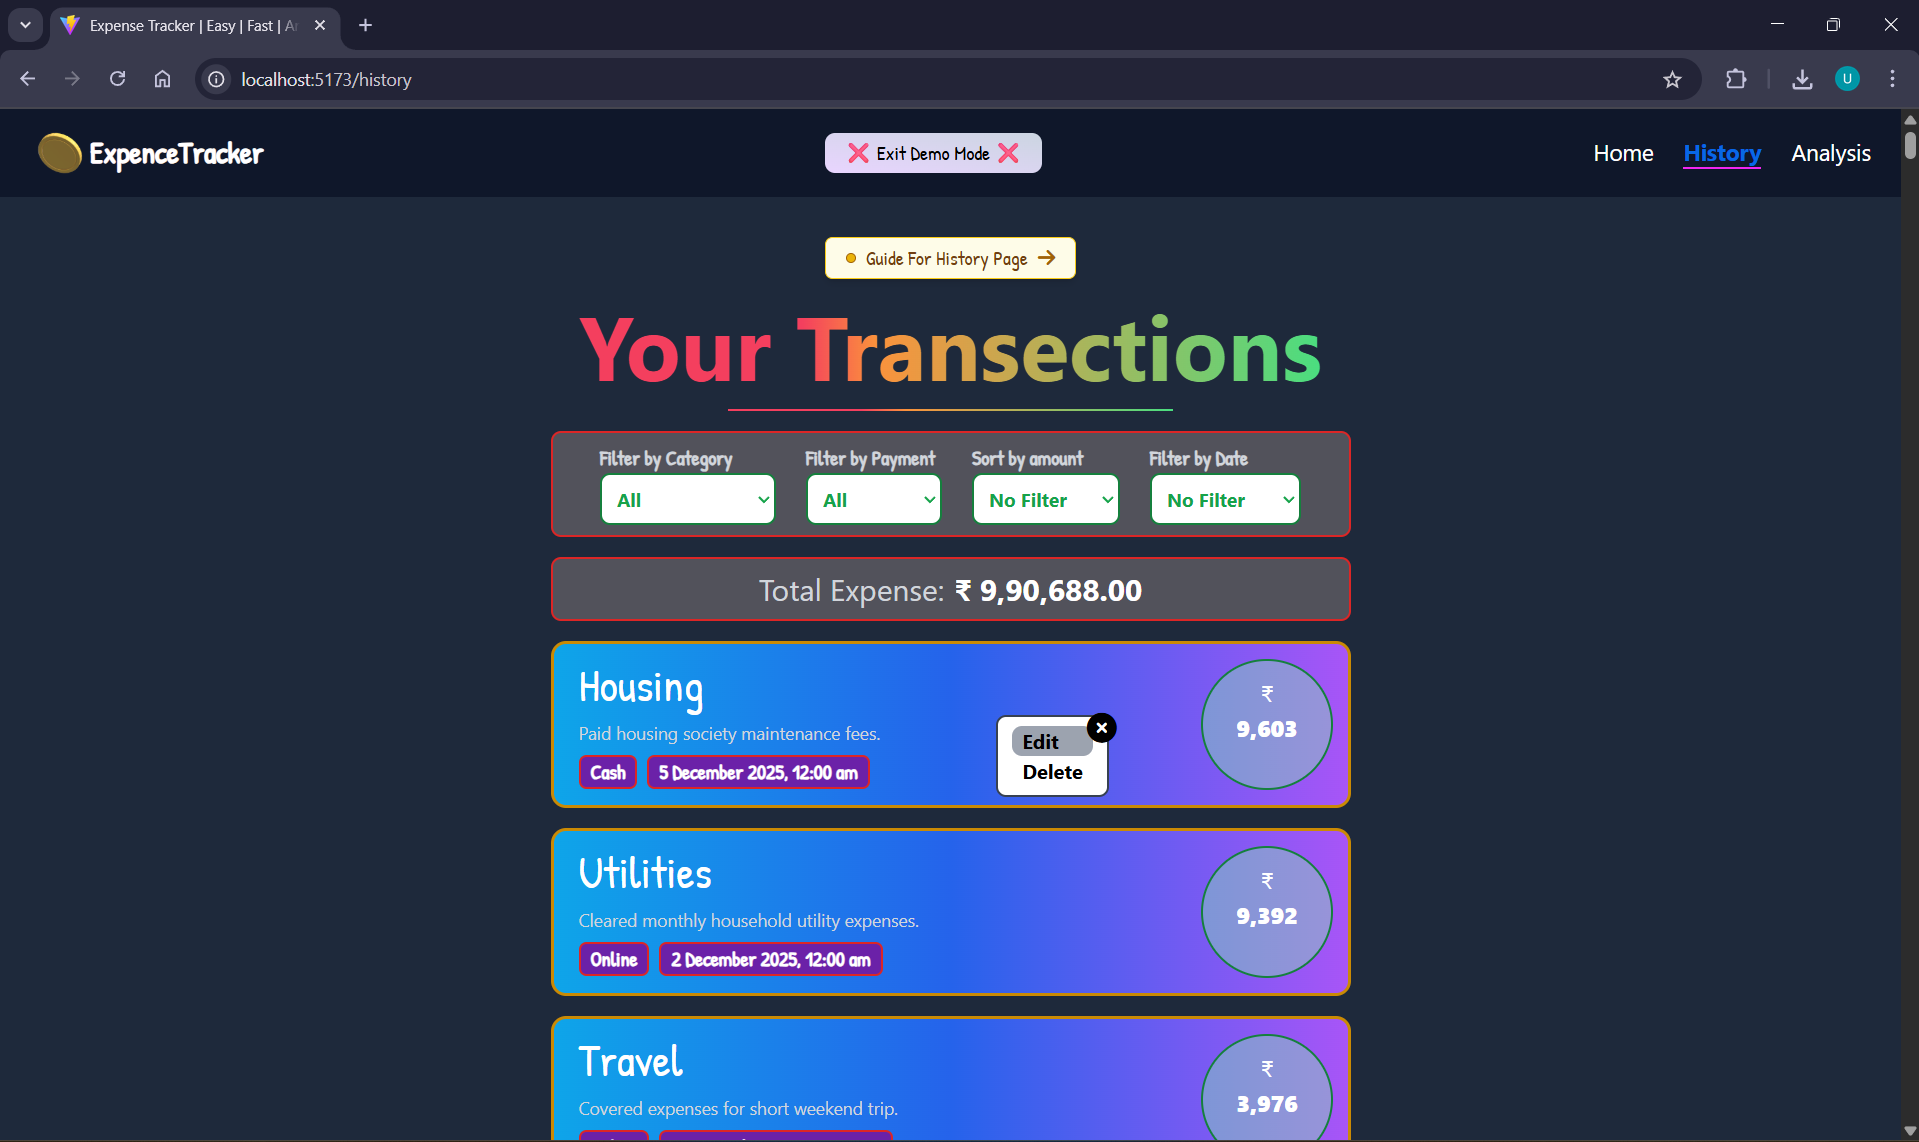 Expense Tracker | Easy | Fast |
localhost:5173/history
U
ExpenceTracker
❌ Exit Demo Mode ❌
Home
History
Analysis
Guide For History Page →
Your Transections
Filter by Category
Filter by Payment
Sort by amount
Filter by Date
All
All
No Filter
No Filter
Total Expense: ₹ 9,90,688.00
Housing
Paid housing society maintenance fees.
Cash
5 December 2025, 12:00 am
Edit
Delete
₹
9,603
Utilities
Cleared monthly household utility expenses.
Online
2 December 2025, 12:00 am
₹
9,392
Travel
Covered expenses for short weekend trip.
₹
3,976